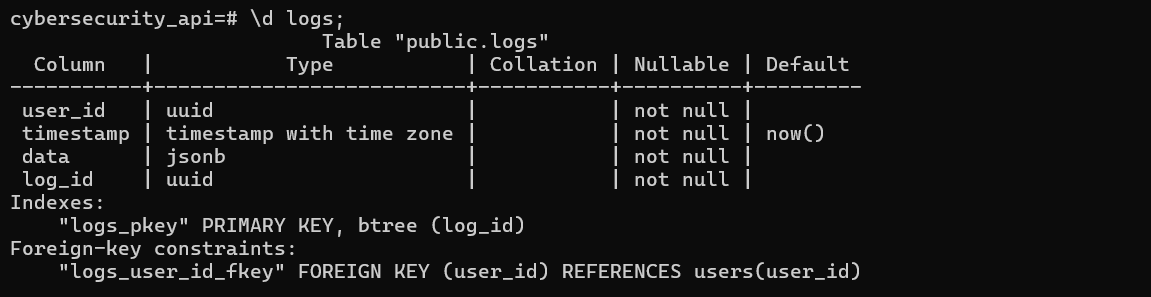 cybersecurity_api=# \d logs;
                          Table "public.logs"
  Column   |           Type           | Collation | Nullable | Default
-----------+--------------------------+-----------+----------+---------
 user_id   | uuid                     |           | not null |
 timestamp | timestamp with time zone |           | not null | now()
 data      | jsonb                    |           | not null |
 log_id    | uuid                     |           | not null |
Indexes:
    "logs_pkey" PRIMARY KEY, btree (log_id)
Foreign-key constraints:
    "logs_user_id_fkey" FOREIGN KEY (user_id) REFERENCES users(user_id)